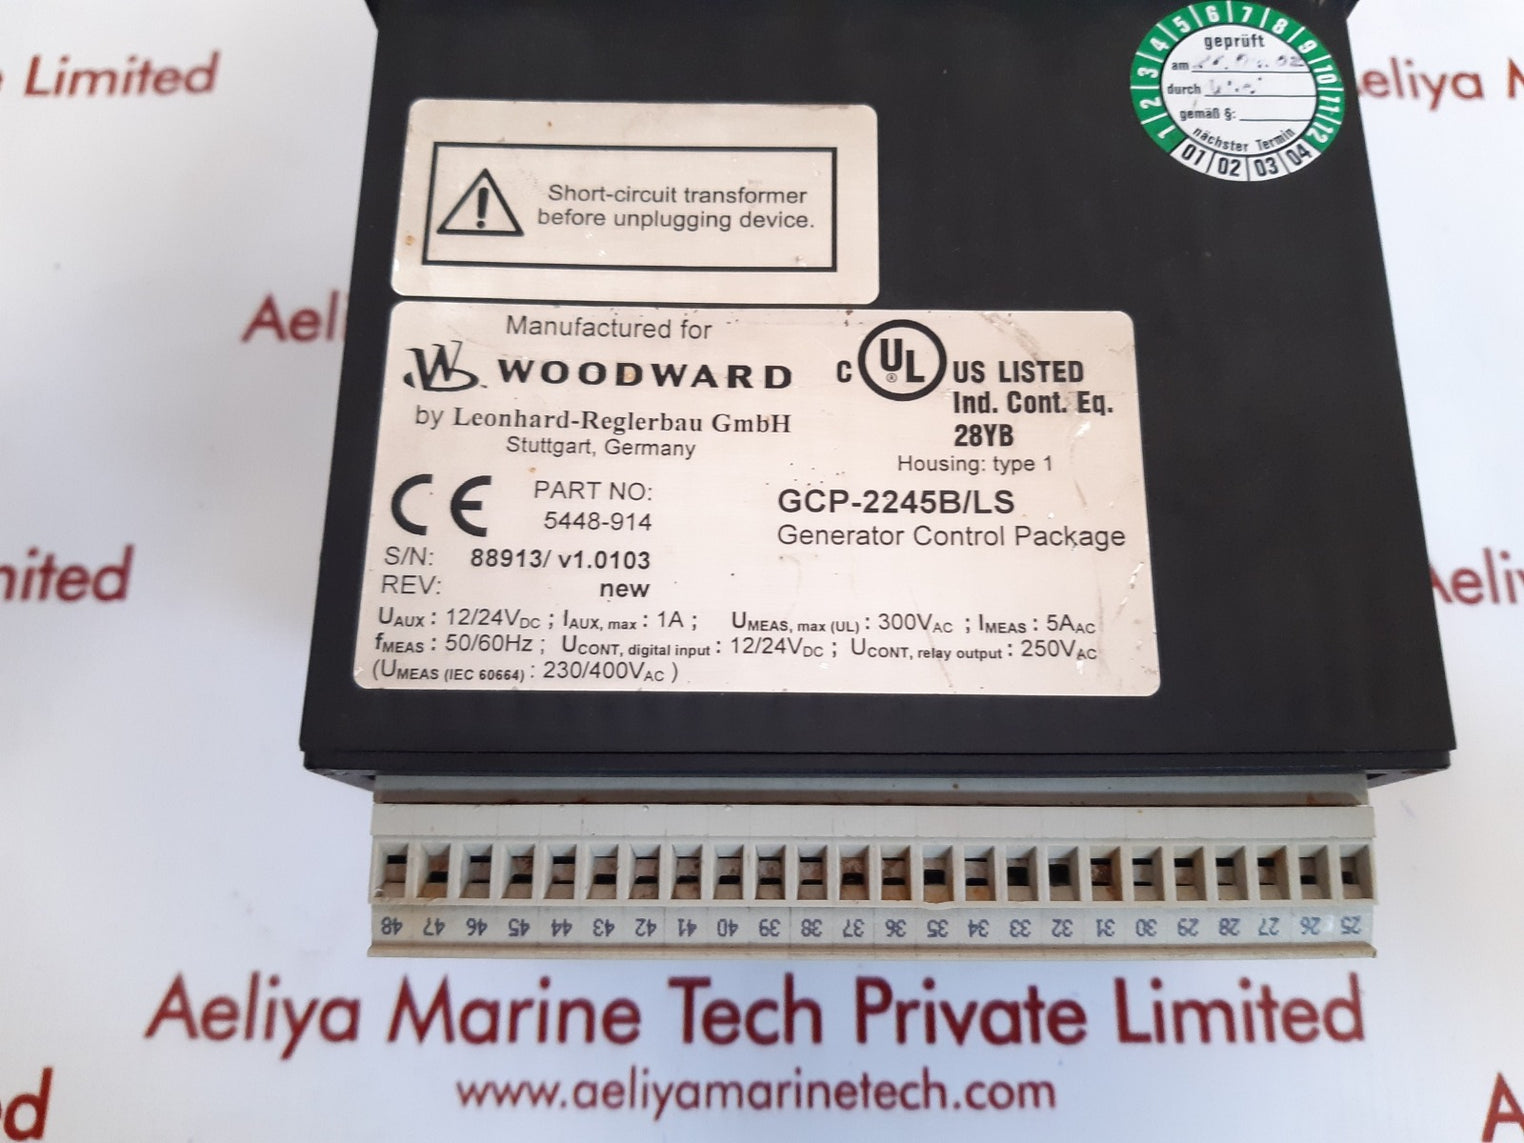 e Limited
Aeliya M
Aeli
nited
Aeliy
1 2 3 4 5 6 7 8 9 10 11 12
geprüft
am
durch
gemäß §:
nächster Termin
01 02 03 04
Short-circuit transformer
before unplugging device.
Manufactured for
WOODWARD
by Leonhard-Reglerbau GmbH
Stuttgart, Germany
C UL ® US LISTED
Ind. Cont. Eq.
28YB
Housing: type 1
CE
PART NO:
5448-914
S/N: 88913/ v1.0103
REV: new
GCP-2245B/LS
Generator Control Package
UAUX : 12/24VDC ; IAUX, max : 1A ; UMEAS, max (UL) : 300VAC ; IMEAS : 5AAC
fMEAS : 50/60Hz ; UCONT, digital input : 12/24VDC ; UCONT, relay output : 250VAC
(UMEAS (IEC 60664) : 230/400VAC )
48 47 46 45 44 43 42 41 40 39 38 37 36 35 34 33 32 31 30 29 28 27 26 25
Aeliya Marine Tech Private Limited
www.aeliyamarinetech.com
d
A